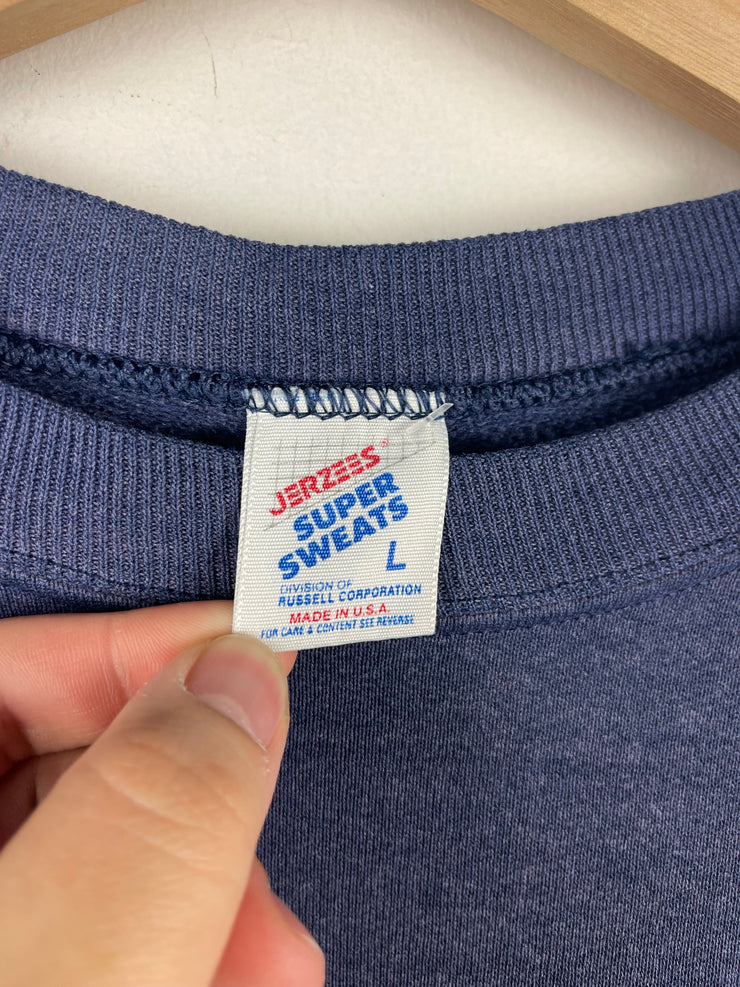 JERZEES®
SUPER
SWEATS
L
DIVISION OF
RUSSELL CORPORATION
MADE IN U.S.A.
FOR CARE & CONTENT SEE REVERSE